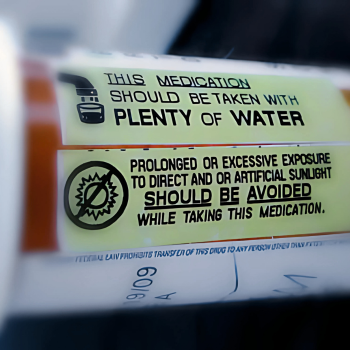 THIS MEDICATION
SHOULD BE TAKEN WITH
PLENTY OF WATER
PROLONGED OR EXCESSIVE EXPOSURE
TO DIRECT AND OR ARTIFICIAL SUNLIGHT
SHOULD BE AVOIDED
WHILE TAKING THIS MEDICATION.
FEDERAL LAW PROHIBITS TRANSFER OF THIS DRUG TO ANY PERSON OTHER THAN
9/09
A